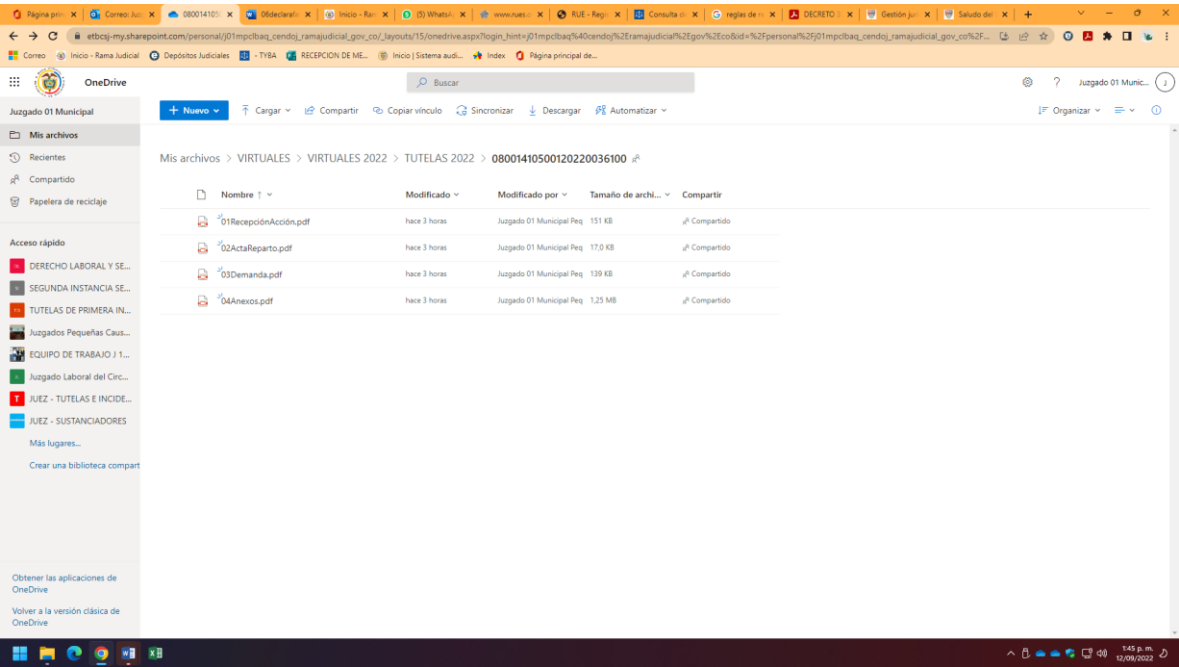 Página prin
Correo: Juz
0800141050
06declarafa
Inicio - Ran
(5) WhatsA
www.rues.o
RUE - Regi
Consulta de
reglas de re
DECRETO 2
Gestión jur
Saludo del
etbcsj-my.sharepoint.com/personal/j01mpclbaq_cendoj_ramajudicial_gov_co/_layouts/15/onedrive.aspx?login_hint=j01mpclbaq%40cendoj%2Eramajudicial%2Egov%2Eco&id=%2Fpersonal%2Fj01mpclbaq_cendoj_ramajudicial_gov_co%2F...
Correo
Inicio - Rama Judicial
Depósitos Judiciales
- TYBA
RECEPCION DE ME...
Inicio | Sistema audi...
Index
Página principal de...
OneDrive
Buscar
Juzgado 01 Munic...
J
Juzgado 01 Municipal
+ Nuevo
Cargar
Compartir
Copiar vínculo
Sincronizar
Descargar
Automatizar
Organizar
Mis archivos
Recientes
Compartido
Papelera de reciclaje
Mis archivos > VIRTUALES > VIRTUALES 2022 > TUTELAS 2022 > 08001410500120220036100
Nombre ↑ Modificado Modificado por Tamaño de archi... Compartir
01RecepciónAcción.pdf hace 3 horas Juzgado 01 Municipal Peq 151 KB Compartido
02ActaReparto.pdf hace 3 horas Juzgado 01 Municipal Peq 17,0 KB Compartido
03Demanda.pdf hace 3 horas Juzgado 01 Municipal Peq 139 KB Compartido
04Anexos.pdf hace 3 horas Juzgado 01 Municipal Peq 1,25 MB Compartido
Acceso rápido
DERECHO LABORAL Y SE...
SEGUNDA INSTANCIA SE...
TUTELAS DE PRIMERA IN...
Juzgados Pequeñas Caus...
EQUIPO DE TRABAJO J 1...
Juzgado Laboral del Circ...
T JUEZ - TUTELAS E INCIDE...
JUEZ - SUSTANCIADORES
Más lugares...
Crear una biblioteca compart
Obtener las aplicaciones de
OneDrive
Volver a la versión clásica de
OneDrive
1:45 p. m.
12/09/2022